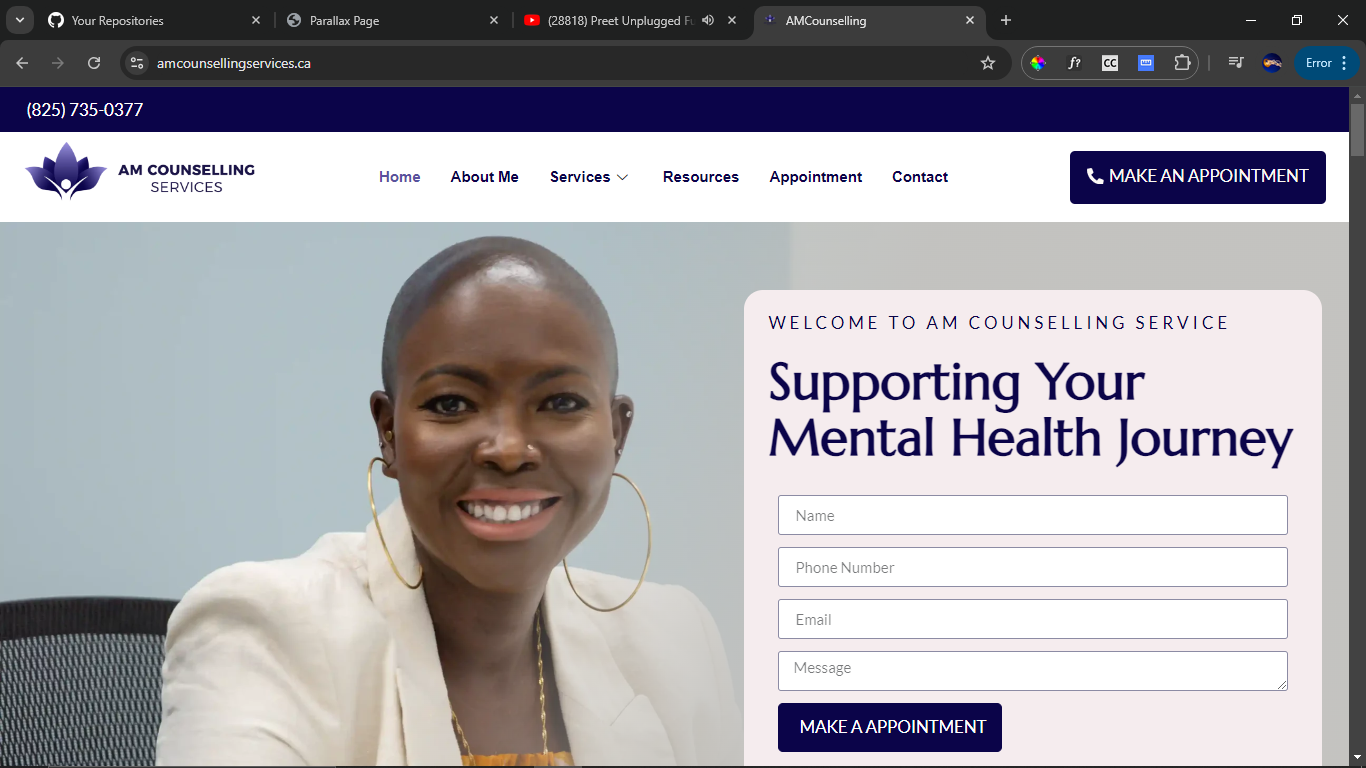 Your Repositories
Parallax Page
(28818) Preet Unplugged
AMCounselling
amcounsellingservices.ca
f?
CC
Error
(825) 735-0377
AM COUNSELLING
SERVICES
Home
About Me
Services
Resources
Appointment
Contact
MAKE AN APPOINTMENT
WELCOME TO AM COUNSELLING SERVICE
Supporting Your
Mental Health Journey
Name
Phone Number
Email
Message
MAKE A APPOINTMENT